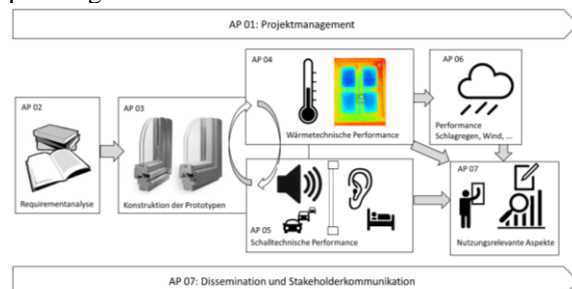 AP 01: Projektmanagement
AP 02
Requirementanalyse
AP 03
Konstruktion der Prototypen
AP 04
Wärmetechnische Performance
AP 05
Schalltechnische Performance
AP 06
Performance
Schlagregen, Wind, ...
AP 07
Nutzungsrelevante Aspekte
AP 07: Dissemination und Stakeholderkommunikation